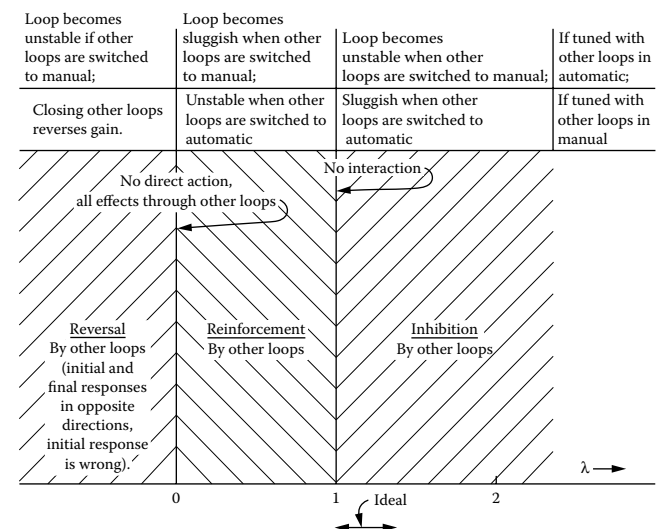 Loop becomes
unstable if other
loops are switched
to manual;
Loop becomes
sluggish when other
loops are switched
to manual;
Loop becomes
unstable when other
loops are switched to manual;
If tuned with
other loops in
automatic;
Closing other loops
reverses gain.
Unstable when other
loops are switched to
automatic
Sluggish when other
loops are switched to
automatic
If tuned with
other loops in
manual
No direct action,
all effects through other loops
No interaction
Reversal
By other loops
(initial and
final responses
in opposite
directions,
initial response
is wrong).
Reinforcement
By other loops
Inhibition
By other loops
λ
0
1
2
Ideal